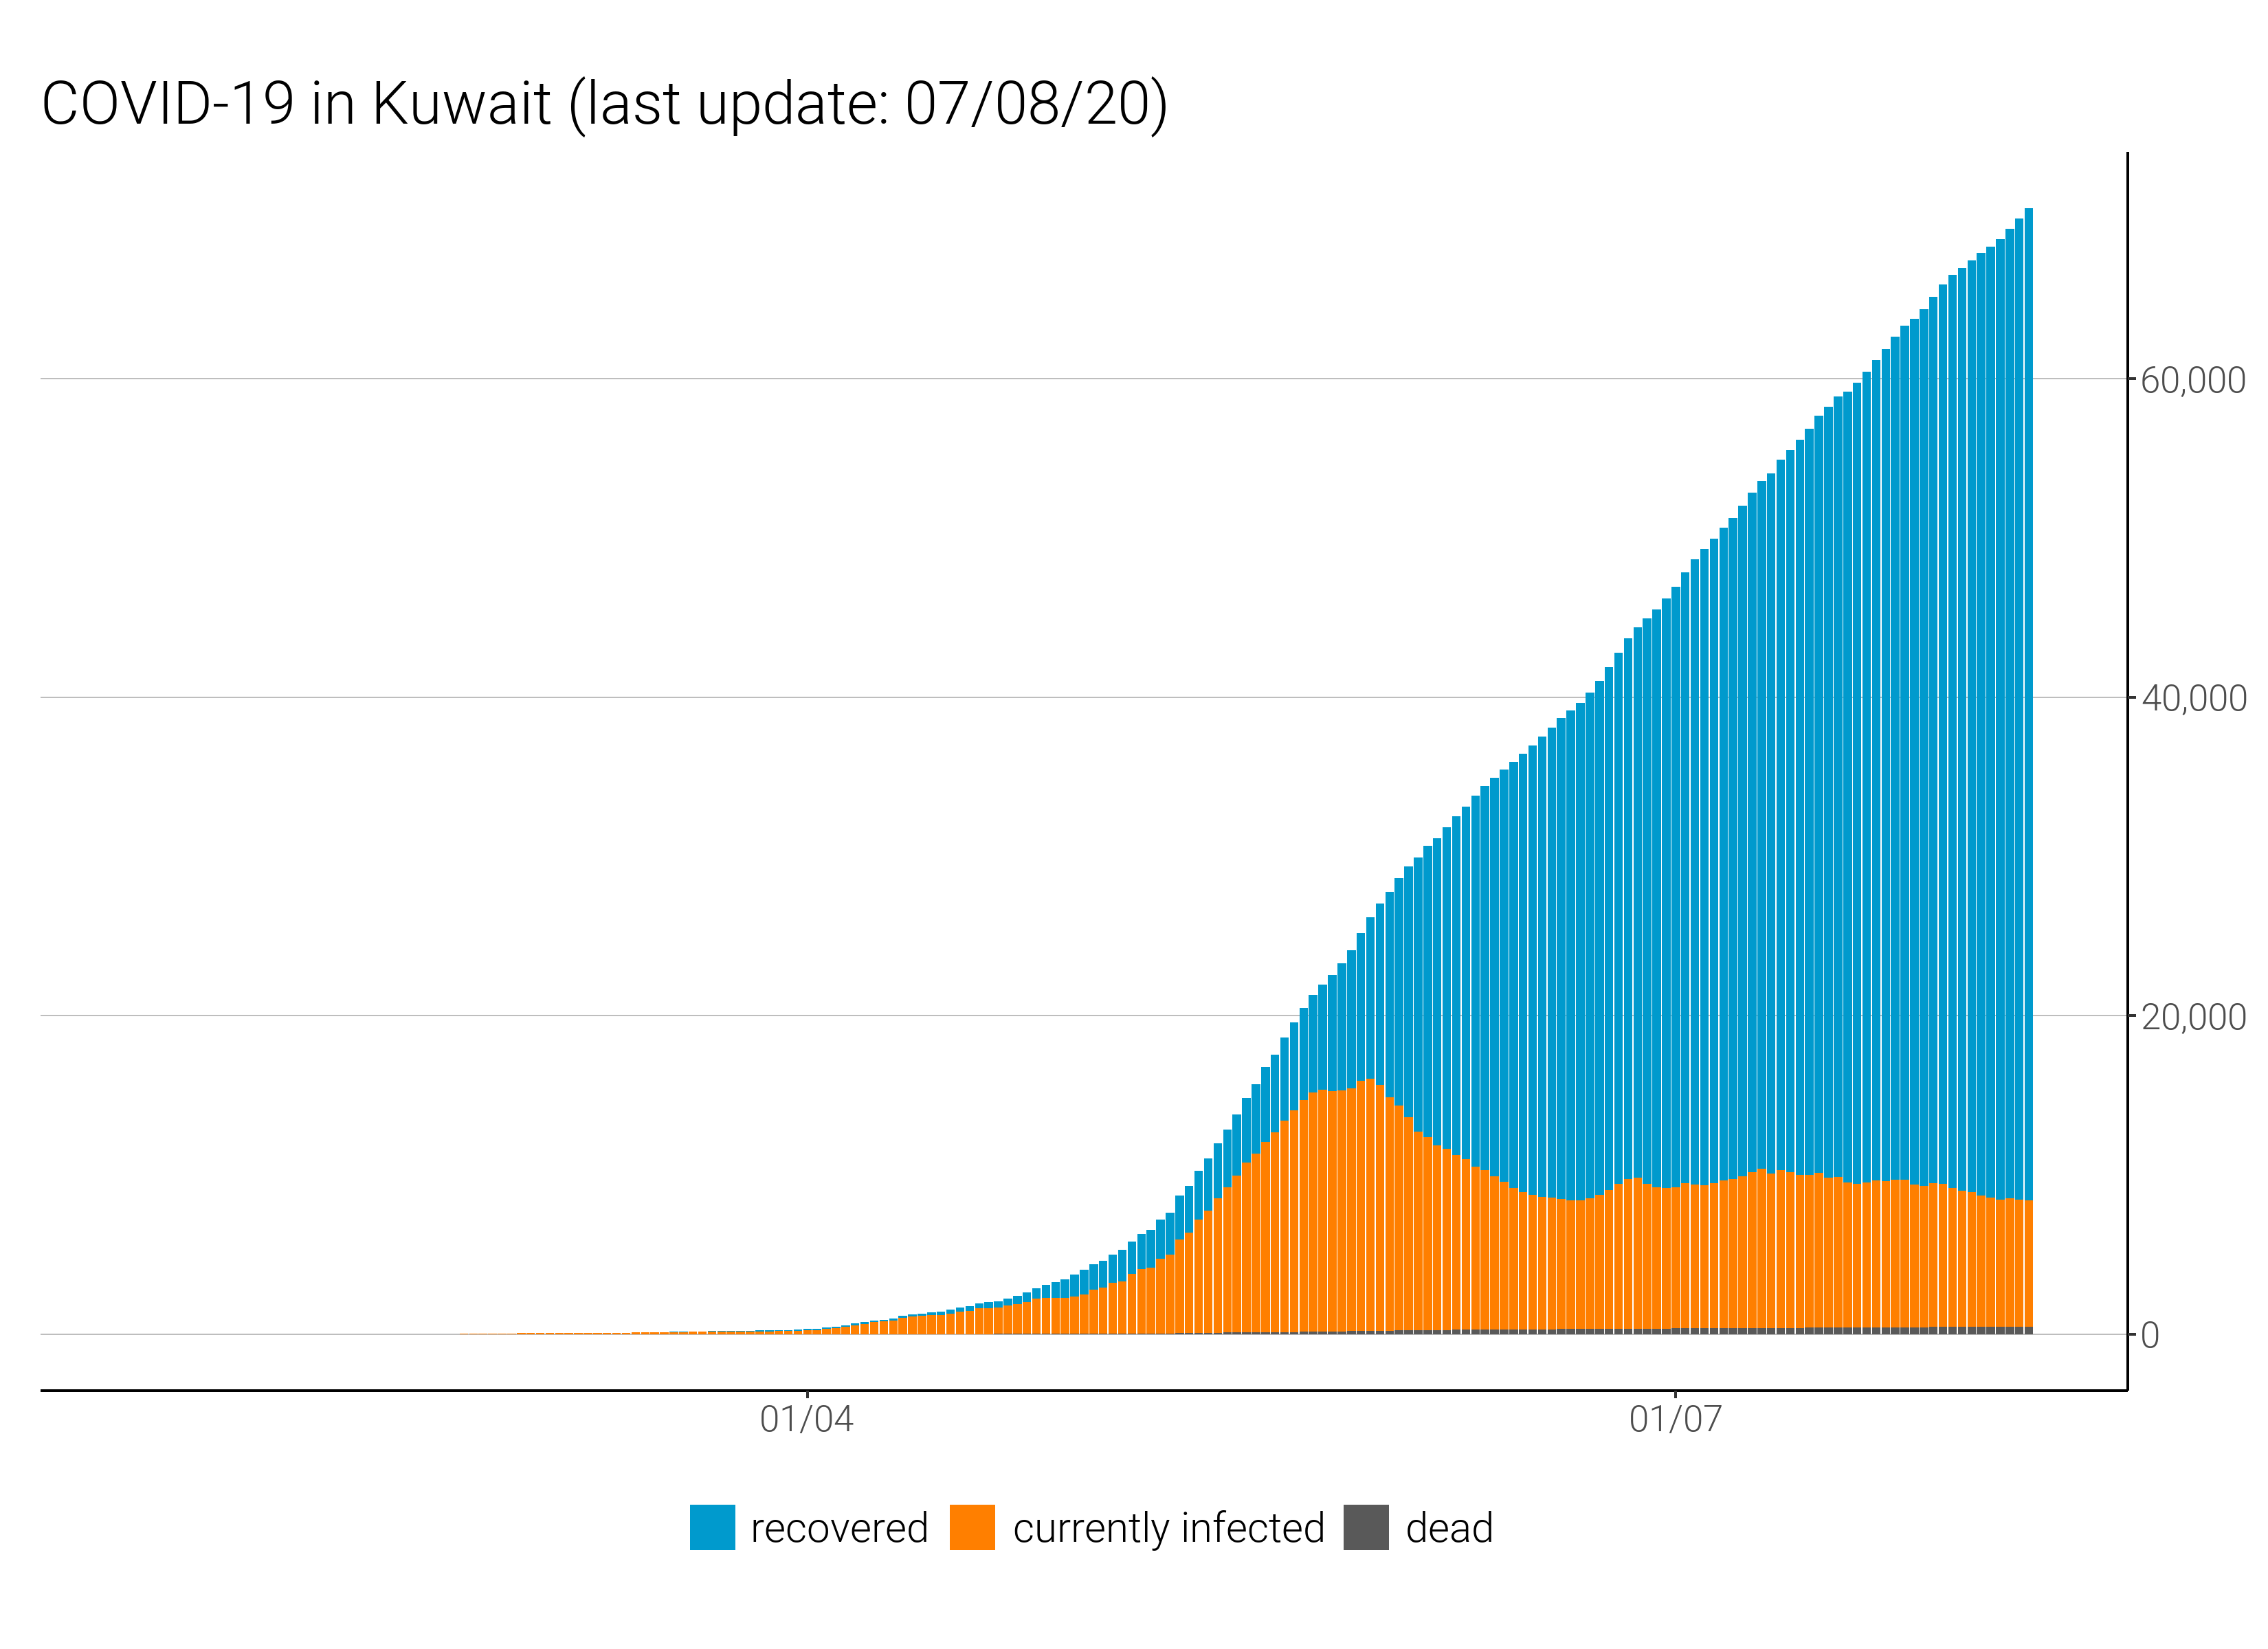 COVID-19 in Kuwait (last update: 07/08/20)
60,000
40,000
20,000
0
01/04 01/07
recovered currently infected dead